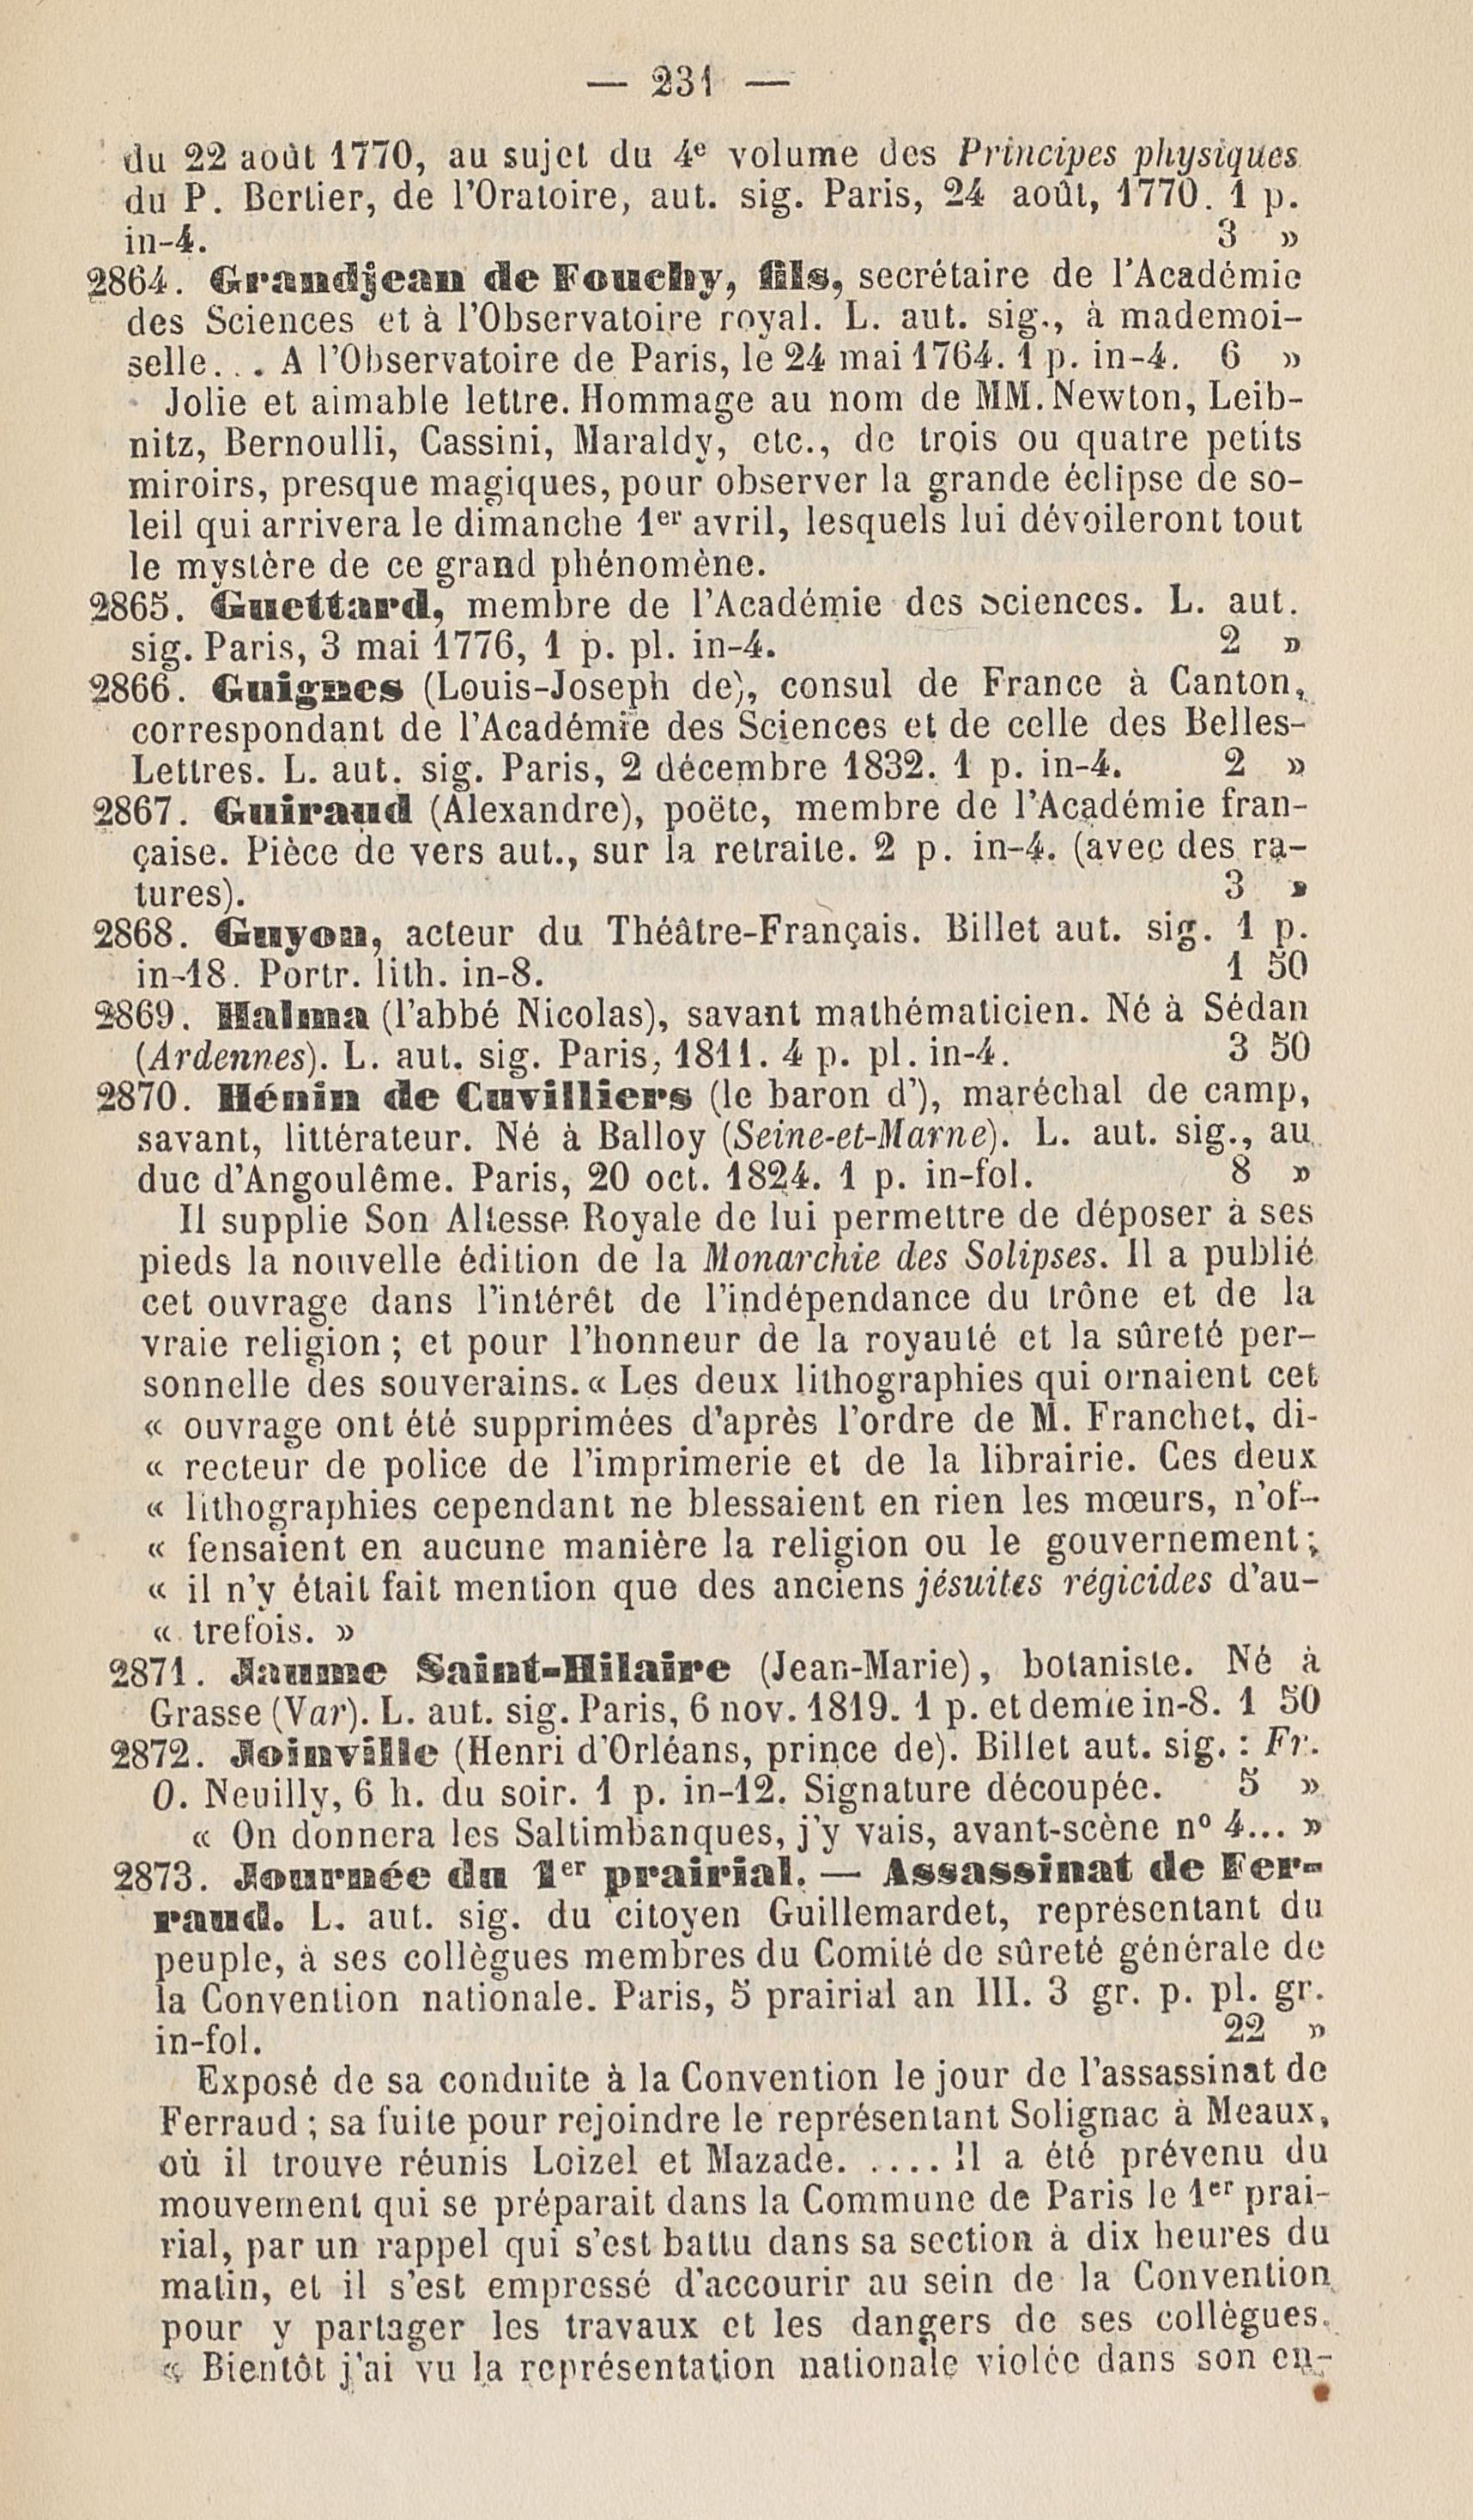 — 231 —
du 22 août 1770, au sujet du 4e volume des Principes physiques
du P. Bertier, de l'Oratoire, aut. sig. Paris, 24 août, 1770. 1 p.
in-4. 3 »
2864. Grandjean de Fouchy, fils, secrétaire de l'Académie
des Sciences et à l'Observatoire royal. L. aut. sig., à mademoi-
selle... A l'Observatoire de Paris, le 24 mai 1764. 1 p. in-4. 6 »
Jolie et aimable lettre. Hommage au nom de MM. Newton, Leib-
nitz, Bernoulli, Cassini, Maraldy, etc., de trois ou quatre petits
miroirs, presque magiques, pour observer la grande éclipse de so-
leil qui arrivera le dimanche 1er avril, lesquels lui dévoileront tout
le mystère de ce grand phénomène.
2865. Guettard, membre de l'Académie des Sciences. L. aut.
sig. Paris, 3 mai 1776, 1 p. pl. in-4. 2 »
2866. Guignes (Louis-Joseph de), consul de France à Canton,
correspondant de l'Académie des Sciences et de celle des Belles-
Lettres. L. aut. sig. Paris, 2 décembre 1832. 1 p. in-4. 2 »
2867. Guiraud (Alexandre), poëte, membre de l'Académie fran-
çaise. Pièce de vers aut., sur la retraite. 2 p. in-4. (avec des ra-
tures). 3 »
2868. Guyon, acteur du Théâtre-Français. Billet aut. sig. 1 p.
in-18. Portr. lith. in-8. 1 50
2869. Halma (l'abbé Nicolas), savant mathématicien. Né à Sédan
(Ardennes). L. aut. sig. Paris, 1811. 4 p. pl. in-4. 3 50
2870. Hénin de Cuvilliers (le baron d'), maréchal de camp,
savant, littérateur. Né à Balloy (Seine-et-Marne). L. aut. sig., au
duc d'Angoulême. Paris, 20 oct. 1824. 1 p. in-fol. 8 »
Il supplie Son Altesse Royale de lui permettre de déposer à ses
pieds la nouvelle édition de la Monarchie des Solipses. Il a publié
cet ouvrage dans l'intérêt de l'indépendance du trône et de la
vraie religion ; et pour l'honneur de la royauté et la sûreté per-
sonnelle des souverains. « Les deux lithographies qui ornaient cet
« ouvrage ont été supprimées d'après l'ordre de M. Franchet, di-
« recteur de police de l'imprimerie et de la librairie. Ces deux
« lithographies cependant ne blessaient en rien les mœurs, n'of-
« fensaient en aucune manière la religion ou le gouvernement ;
« il n'y était fait mention que des anciens jésuites régicides d'au-
« trefois. »
2871. Jaume Saint-Hilaire (Jean-Marie), botaniste. Né à
Grasse (Var). L. aut. sig. Paris, 6 nov. 1819. 1 p. et demie in-8. 1 50
2872. Joinville (Henri d'Orléans, prince de). Billet aut. sig. : Fr.
O. Neuilly, 6 h. du soir. 1 p. in-12. Signature découpée. 5 »
« On donnera les Saltimbanques, j'y vais, avant-scène n° 4... »
2873. Journée du 1er prairial. — Assassinat de Fer-
raud. L. aut. sig. du citoyen Guillemardet, représentant du
peuple, à ses collègues membres du Comité de sûreté générale de
la Convention nationale. Paris, 5 prairial an III. 3 gr. p. pl. gr.
in-fol. 22 »
Exposé de sa conduite à la Convention le jour de l'assassinat de
Ferraud ; sa fuite pour rejoindre le représentant Solignac à Meaux,
où il trouve réunis Loizel et Mazade. .... Il a été prévenu du
mouvement qui se préparait dans la Commune de Paris le 1er prai-
rial, par un rappel qui s'est battu dans sa section à dix heures du
matin, et il s'est empressé d'accourir au sein de la Convention
pour y partager les travaux et les dangers de ses collègues.
« Bientôt j'ai vu la représentation nationale violée dans son en-